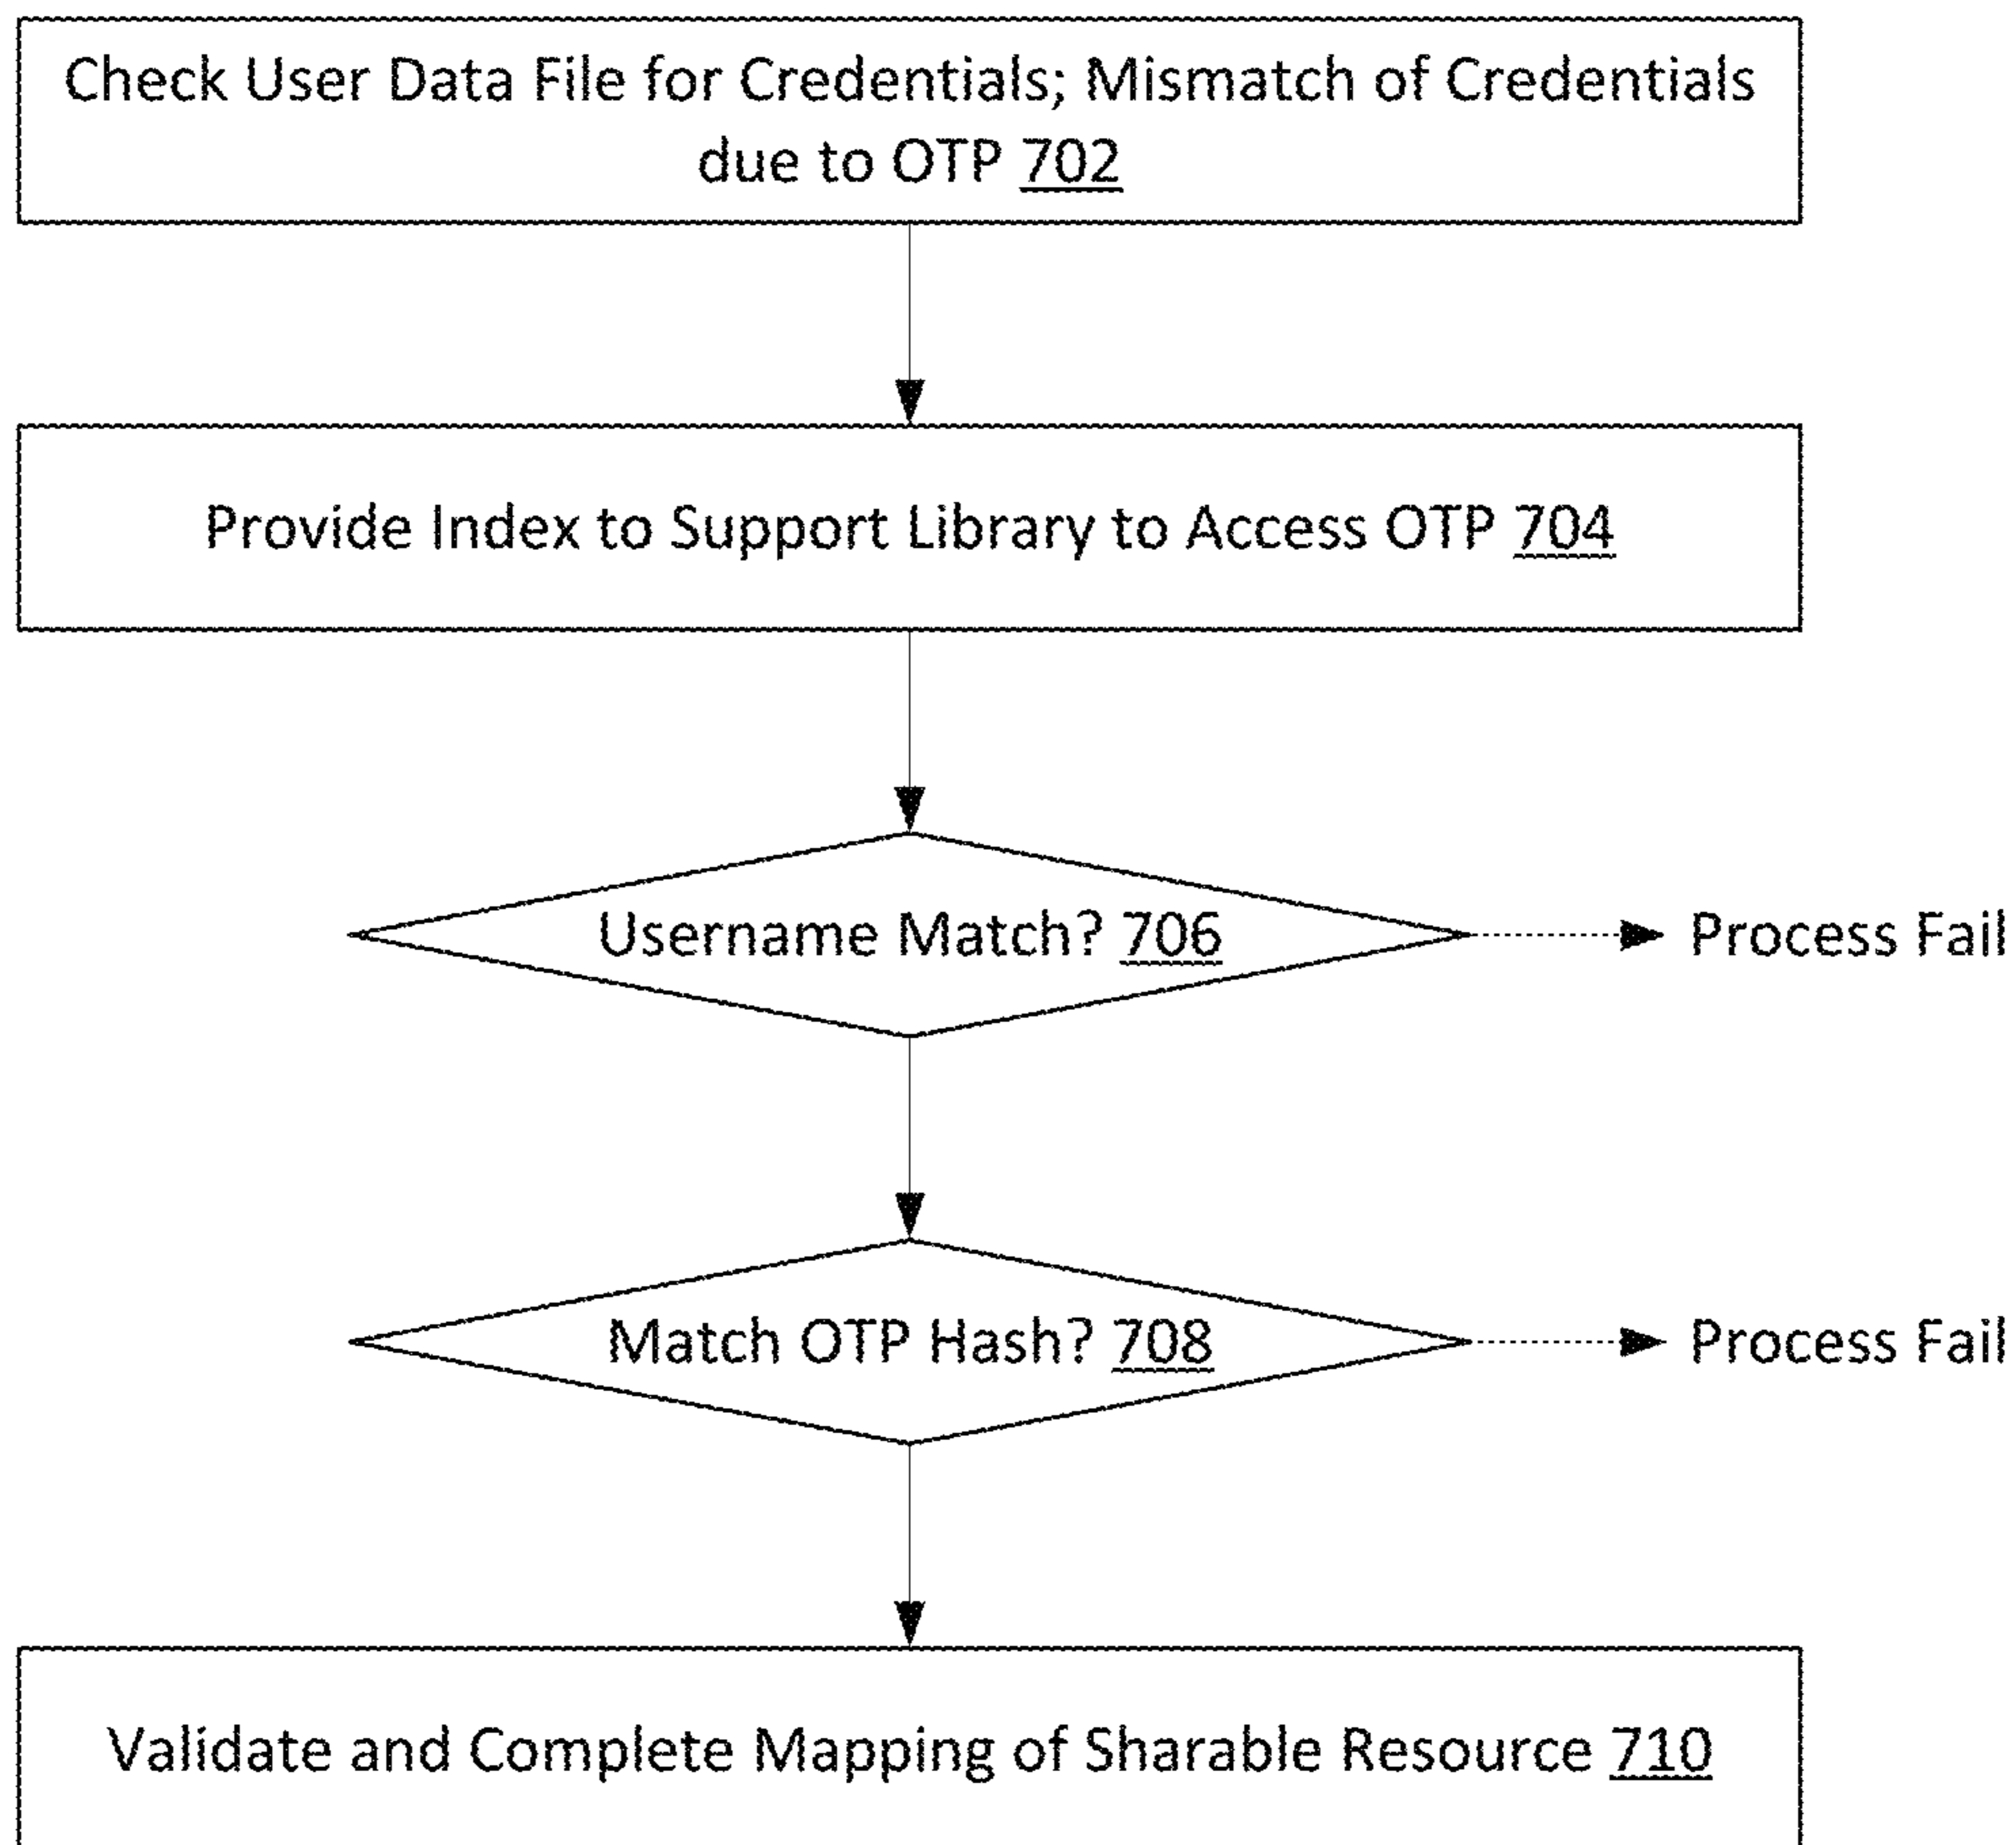 Check User Data File for Credentials; Mismatch of Credentials
due to OTP 702
Provide Index to Support Library to Access OTP 704
Username Match? 706
Process Fail
Match OTP Hash? 708
Process Fail
Validate and Complete Mapping of Sharable Resource 710